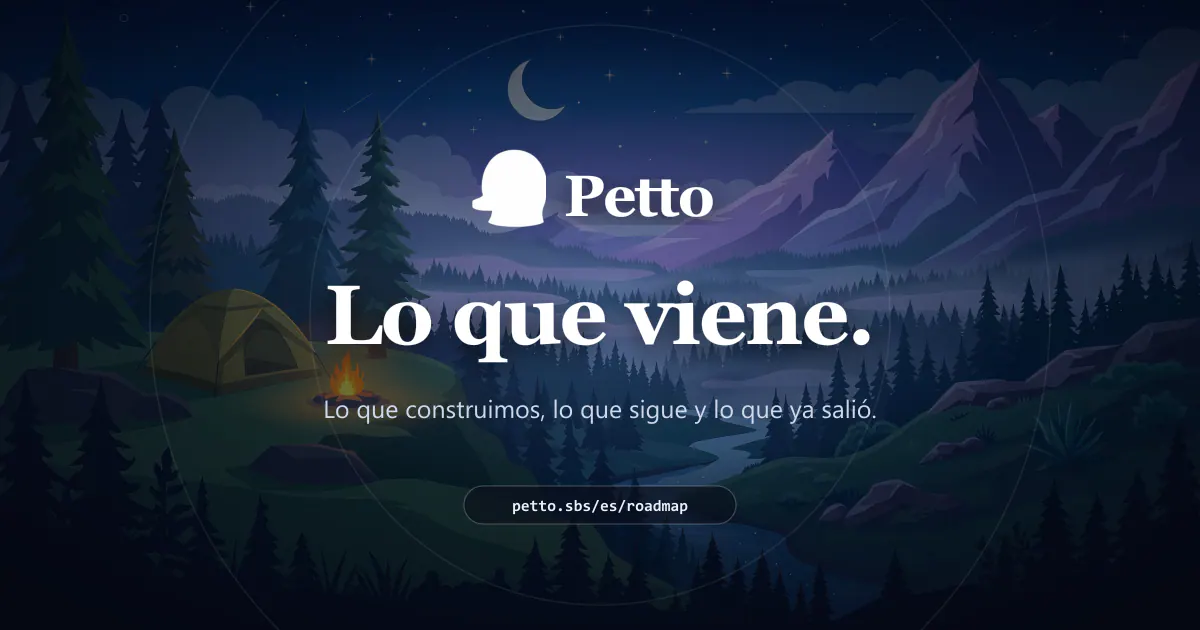 Petto
Lo que viene.
Lo que construimos, lo que sigue y lo que ya salió.
petto.sbs/es/roadmap